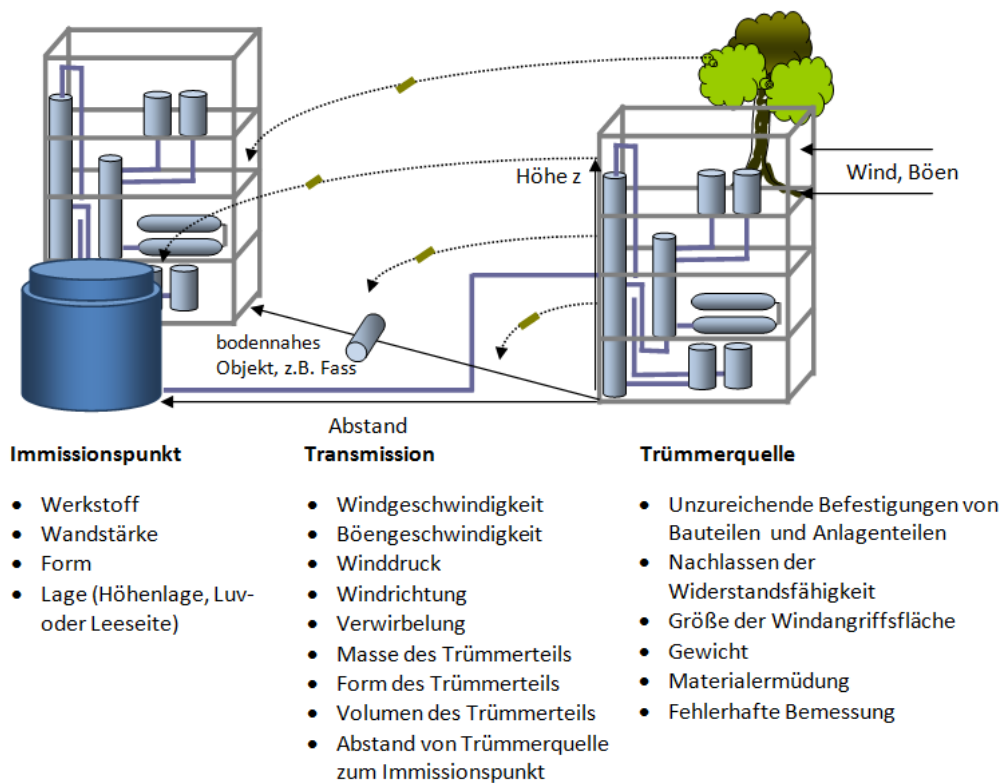 Höhe z
Wind, Böen
bodennahes
Objekt, z.B. Fass
Abstand
Immissionspunkt
• Werkstoff
• Wandstärke
• Form
• Lage (Höhenlage, Luv-
oder Leeseite)
Transmission
• Windgeschwindigkeit
• Böengeschwindigkeit
• Winddruck
• Windrichtung
• Verwirbelung
• Masse des Trümmerteils
• Form des Trümmerteils
• Volumen des Trümmerteils
• Abstand von Trümmerquelle
zum Immissionspunkt
Trümmerquelle
• Unzureichende Befestigungen von
Bauteilen und Anlagenteilen
• Nachlassen der
Widerstandsfähigkeit
• Größe der Windangriffsfläche
• Gewicht
• Materialermüdung
• Fehlerhafte Bemessung